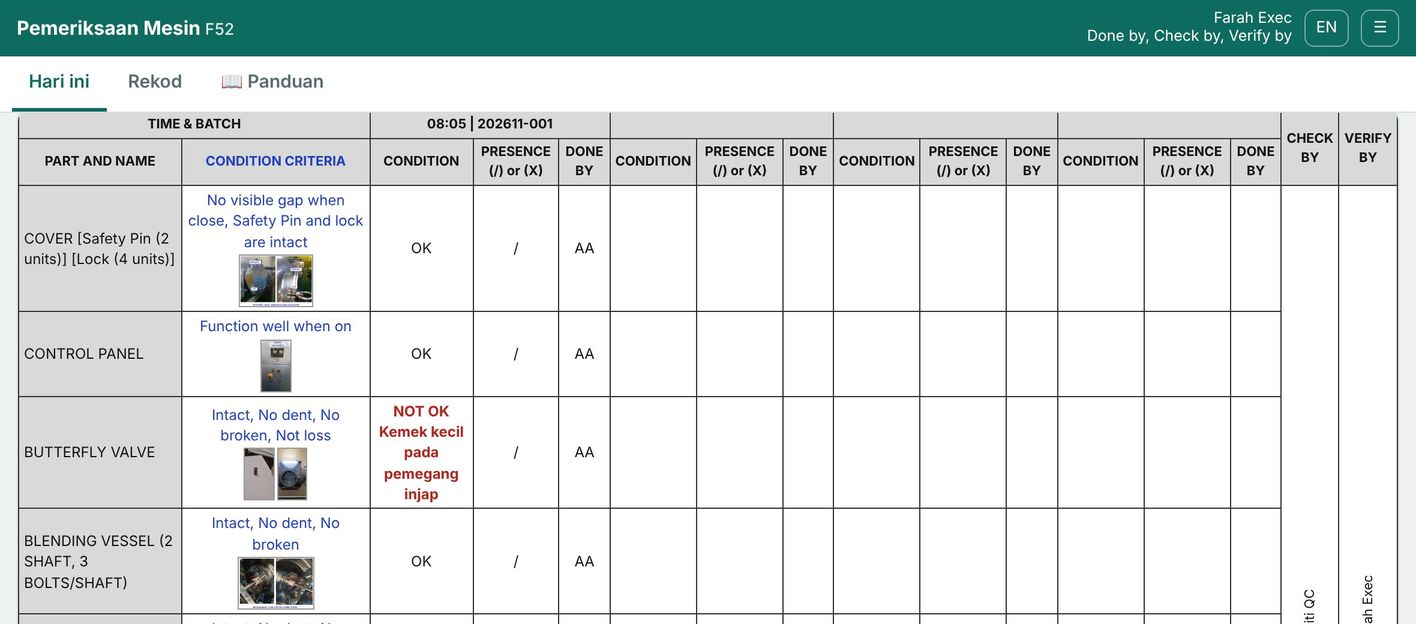 Pemeriksaan Mesin F52
Farah Exec
Done by, Check by, Verify by
EN
Hari ini
Rekod
Panduan
TIME & BATCH
08:05 | 202611-001
CHECK BY
VERIFY BY
PART AND NAME
CONDITION CRITERIA
CONDITION
PRESENCE (/) or (X)
DONE BY
CONDITION
PRESENCE (/) or (X)
DONE BY
CONDITION
PRESENCE (/) or (X)
DONE BY
CONDITION
PRESENCE (/) or (X)
DONE BY
COVER [Safety Pin (2
units)] [Lock (4 units)]
No visible gap when
close, Safety Pin and lock
are intact
OK
/
AA
CONTROL PANEL
Function well when on
OK
/
AA
BUTTERFLY VALVE
Intact, No dent, No
broken, Not loss
NOT OK
Kemek kecil
pada
pemegang
injap
/
AA
BLENDING VESSEL (2
SHAFT, 3
BOLTS/SHAFT)
Intact, No dent, No
broken
OK
/
AA
iti QC
ah Exec